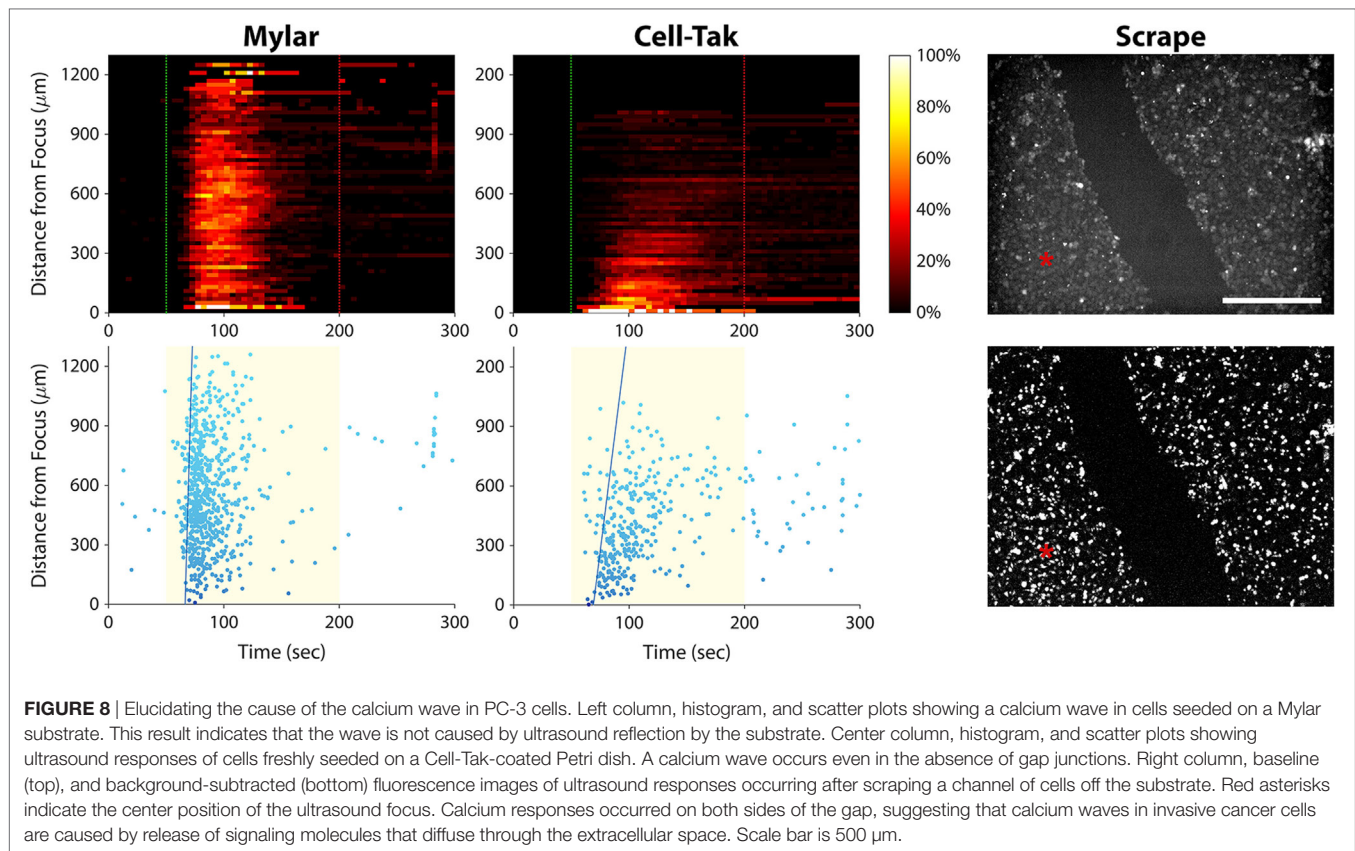 Mylar
Cell-Tak
Scrape
Distance from Focus (μm)
1200
900
600
300
0
0 100 200 300
200
900
600
300
0
0 100 200 300
100%
80%
60%
40%
20%
0%
*
Distance from Focus (μm)
1200
900
600
300
0
0 100 200 300
Time (sec)
200
900
600
300
0
0 100 200 300
Time (sec)
*
FIGURE 8 | Elucidating the cause of the calcium wave in PC-3 cells. Left column, histogram, and scatter plots showing a calcium wave in cells seeded on a Mylar
substrate. This result indicates that the wave is not caused by ultrasound reflection by the substrate. Center column, histogram, and scatter plots showing
ultrasound responses of cells freshly seeded on a Cell-Tak-coated Petri dish. A calcium wave occurs even in the absence of gap junctions. Right column, baseline
(top), and background-subtracted (bottom) fluorescence images of ultrasound responses occurring after scraping a channel of cells off the substrate. Red asterisks
indicate the center position of the ultrasound focus. Calcium responses occurred on both sides of the gap, suggesting that calcium waves in invasive cancer cells
are caused by release of signaling molecules that diffuse through the extracellular space. Scale bar is 500 μm.